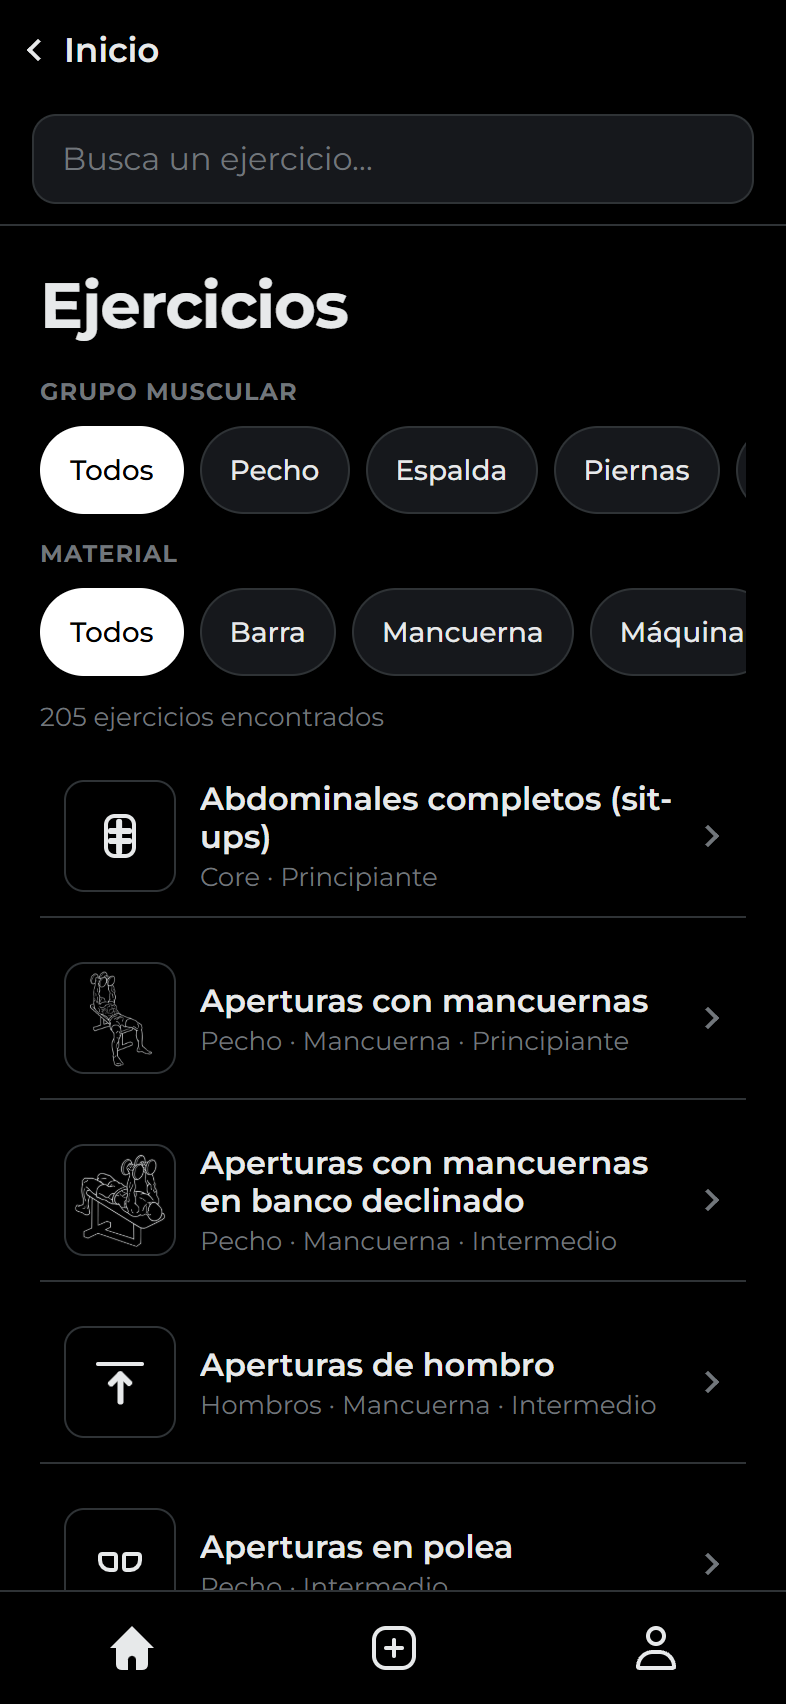 Inicio
Busca un ejercicio...
Ejercicios
GRUPO MUSCULAR
Todos Pecho Espalda Piernas
MATERIAL
Todos Barra Mancuerna Máquina
205 ejercicios encontrados
Abdominales completos (sit-
ups)
Core · Principiante
Aperturas con mancuernas
Pecho · Mancuerna · Principiante
Aperturas con mancuernas
en banco declinado
Pecho · Mancuerna · Intermedio
Aperturas de hombro
Hombros · Mancuerna · Intermedio
Aperturas en polea
Pecho · Intermedio